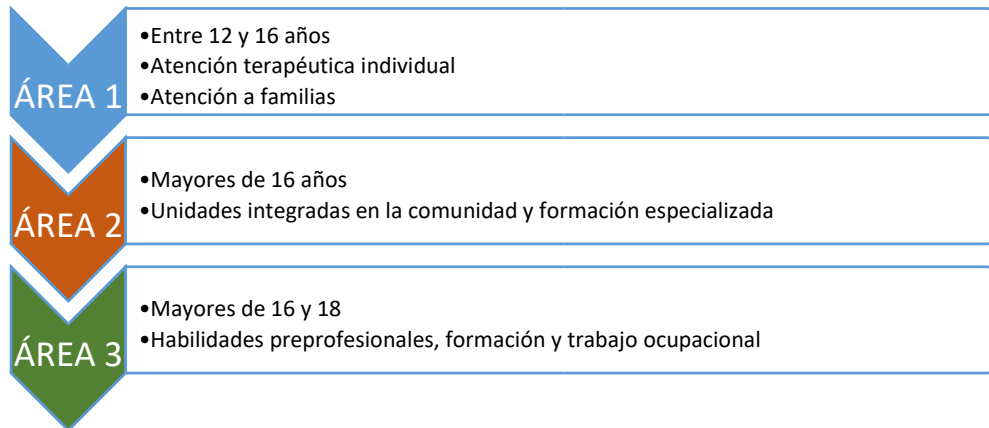 ÁREA 1
•Entre 12 y 16 años
•Atención terapéutica individual
•Atención a familias
ÁREA 2
•Mayores de 16 años
•Unidades integradas en la comunidad y formación especializada
ÁREA 3
•Mayores de 16 y 18
•Habilidades preprofesionales, formación y trabajo ocupacional